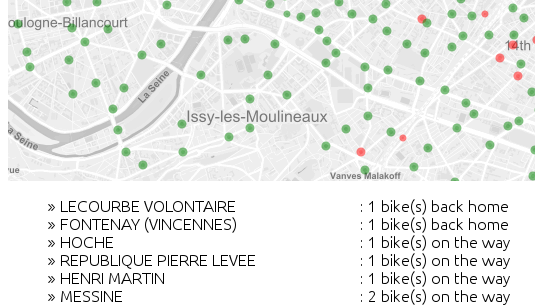 oulogne-Billancourt
14th
La Seine
Issy-les-Moulineaux
La Seine
vue
Vanves Malakoff
» LECOURBE VOLONTAIRE : 1 bike(s) back home
» FONTENAY (VINCENNES) : 1 bike(s) back home
» HOCHE : 1 bike(s) on the way
» REPUBLIQUE PIERRE LEVEE : 1 bike(s) on the way
» HENRI MARTIN : 1 bike(s) on the way
» MESSINE : 2 bike(s) on the way